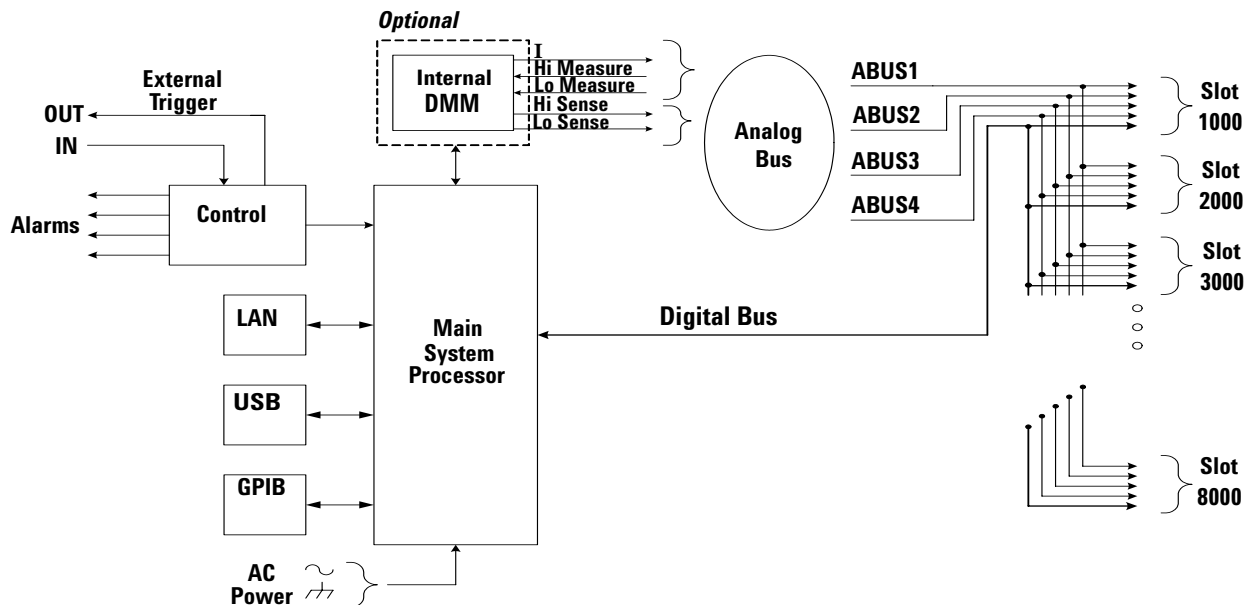 Optional
Internal
DMM
I
Hi Measure
Lo Measure
Hi Sense
Lo Sense
External
Trigger
OUT
IN
Alarms
Control
Analog
Bus
ABUS1
ABUS2
ABUS3
ABUS4
Slot
1000
Slot
2000
Slot
3000
Slot
8000
Digital Bus
LAN
USB
GPIB
Main
System
Processor
AC
Power